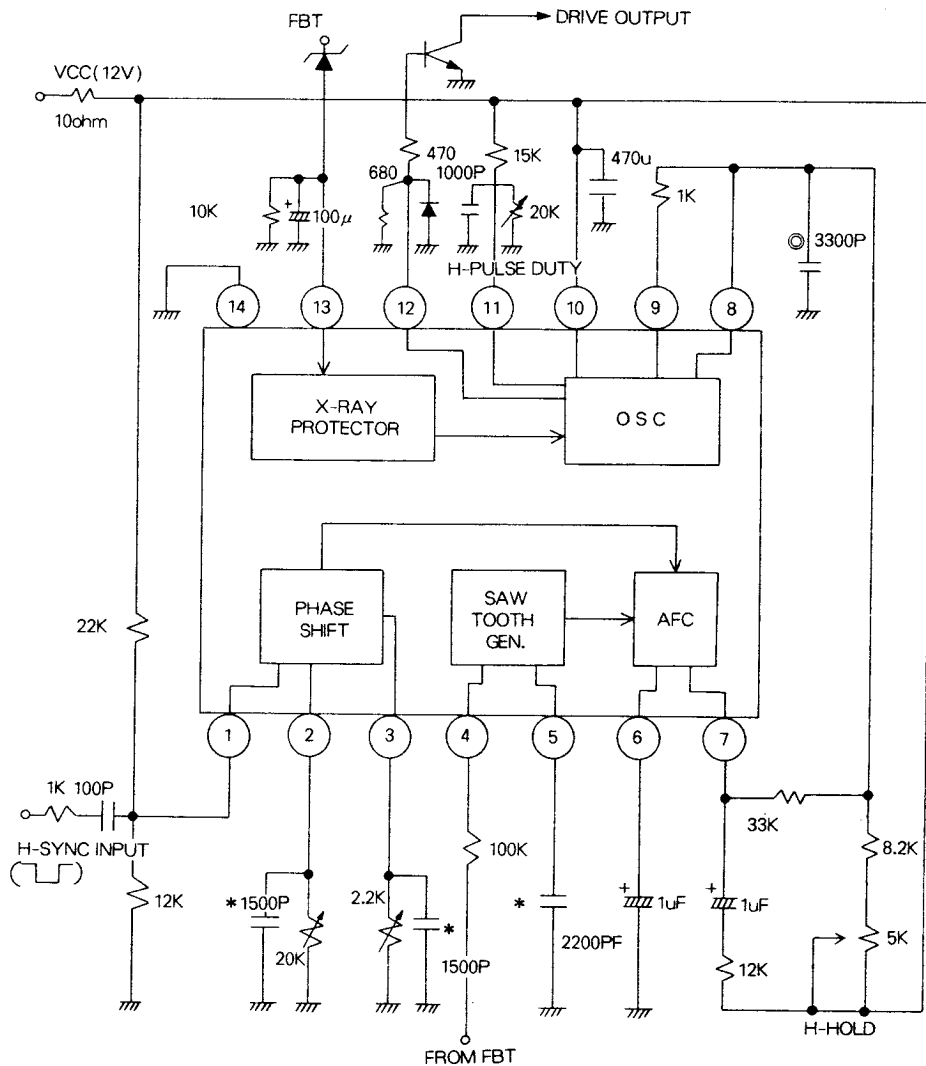 FBT
DRIVE OUTPUT
VCC(12V)
10ohm
10K
+
100μ
680
470
1000P
15K
20K
470u
1K
◎ 3300P
H-PULSE DUTY
14
13
12
11
10
9
8
X-RAY
PROTECTOR
OSC
22K
PHASE
SHIFT
SAW
TOOTH
GEN.
AFC
1
2
3
4
5
6
7
1K 100P
H-SYNC INPUT
12K
* 1500P
20K
2.2K
*
1500P
100K
*
2200PF
+
1uF
+
1uF
12K
33K
8.2K
5K
H-HOLD
FROM FBT